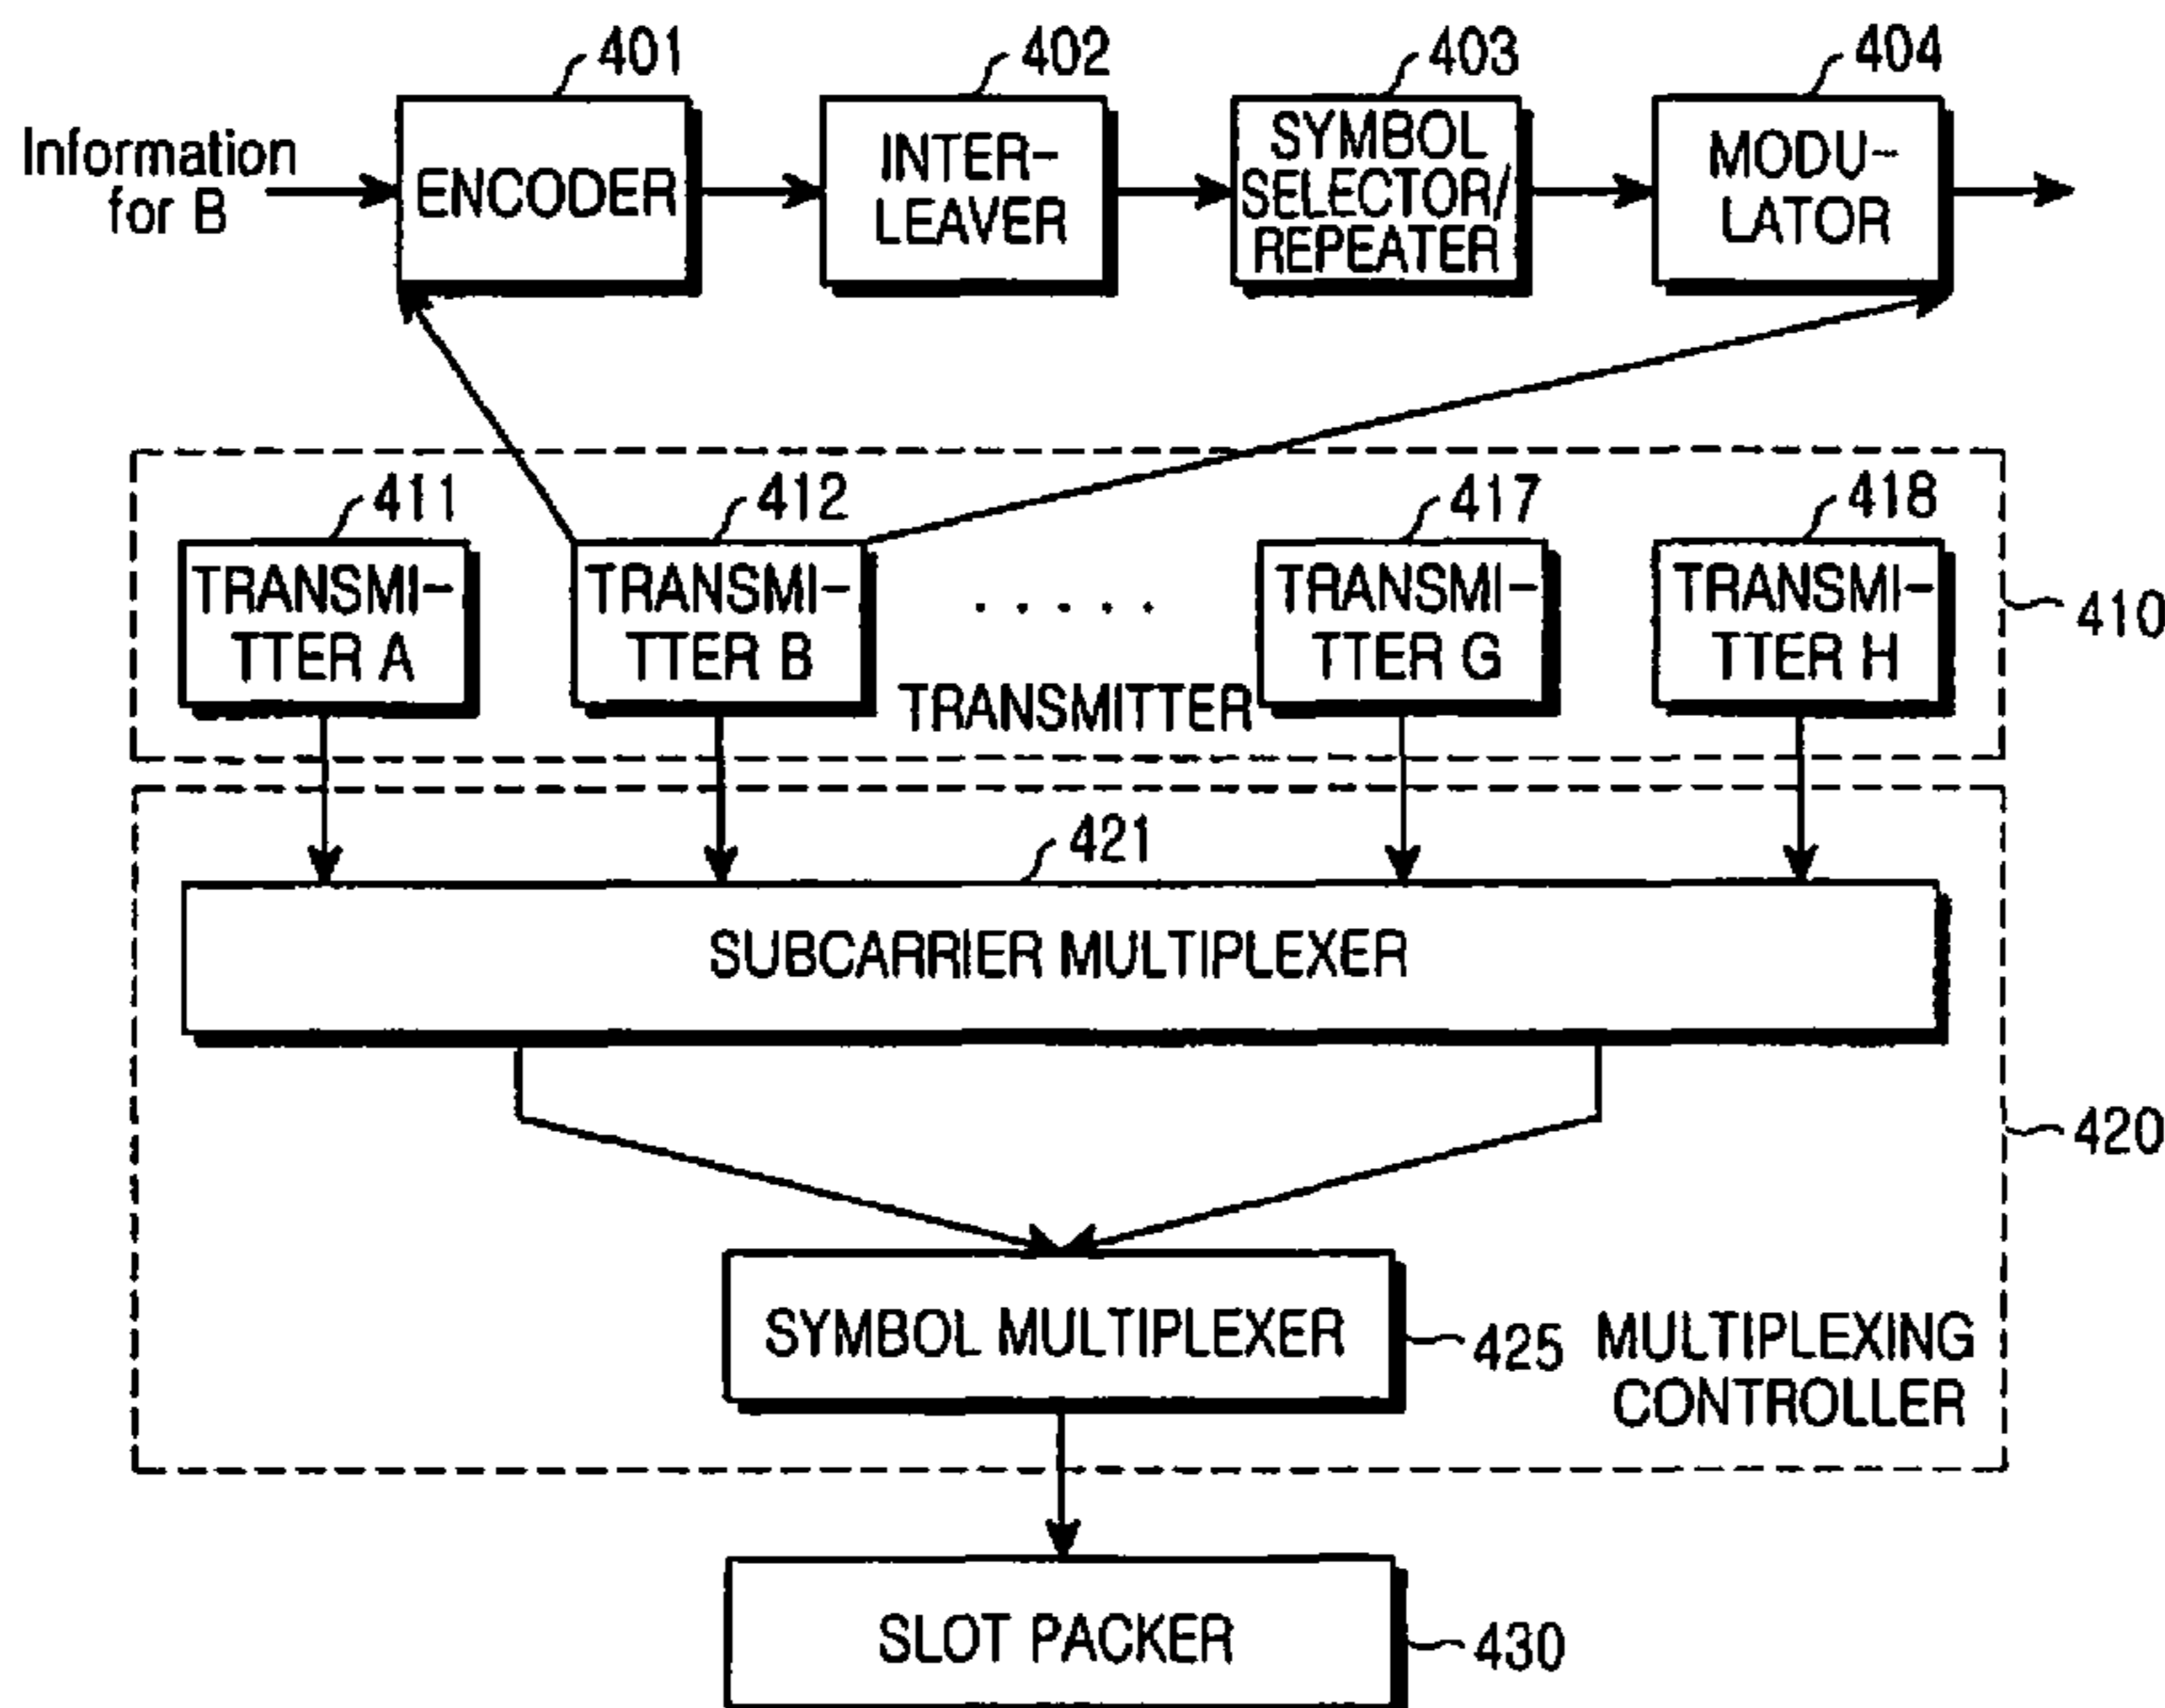 401
402
403
404
Information
for B
ENCODER
INTER-
LEAVER
SYMBOL
SELECTOR/
REPEATER
MODU-
LATOR
411
412
417
418
TRANSMI-
TTER A
TRANSMI-
TTER B
. . . . .
TRANSMI-
TTER G
TRANSMI-
TTER H
410
TRANSMITTER
421
SUBCARRIER MULTIPLEXER
420
SYMBOL MULTIPLEXER
425
MULTIPLEXING
CONTROLLER
SLOT PACKER
430